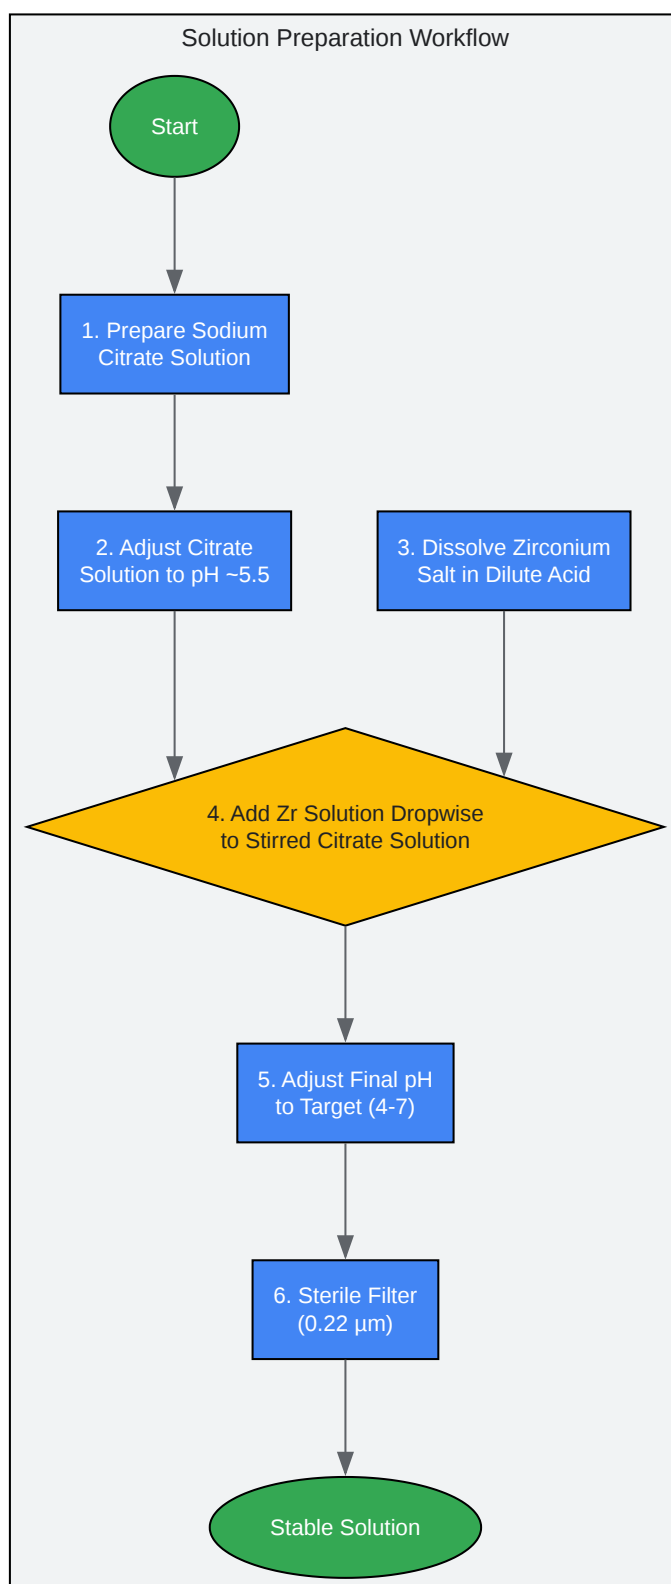 Solution Preparation Workflow
Start
1. Prepare Sodium
Citrate Solution
2. Adjust Citrate
Solution to pH ~5.5
3. Dissolve Zirconium
Salt in Dilute Acid
4. Add Zr Solution Dropwise
to Stirred Citrate Solution
5. Adjust Final pH
to Target (4-7)
6. Sterile Filter
(0.22 µm)
Stable Solution